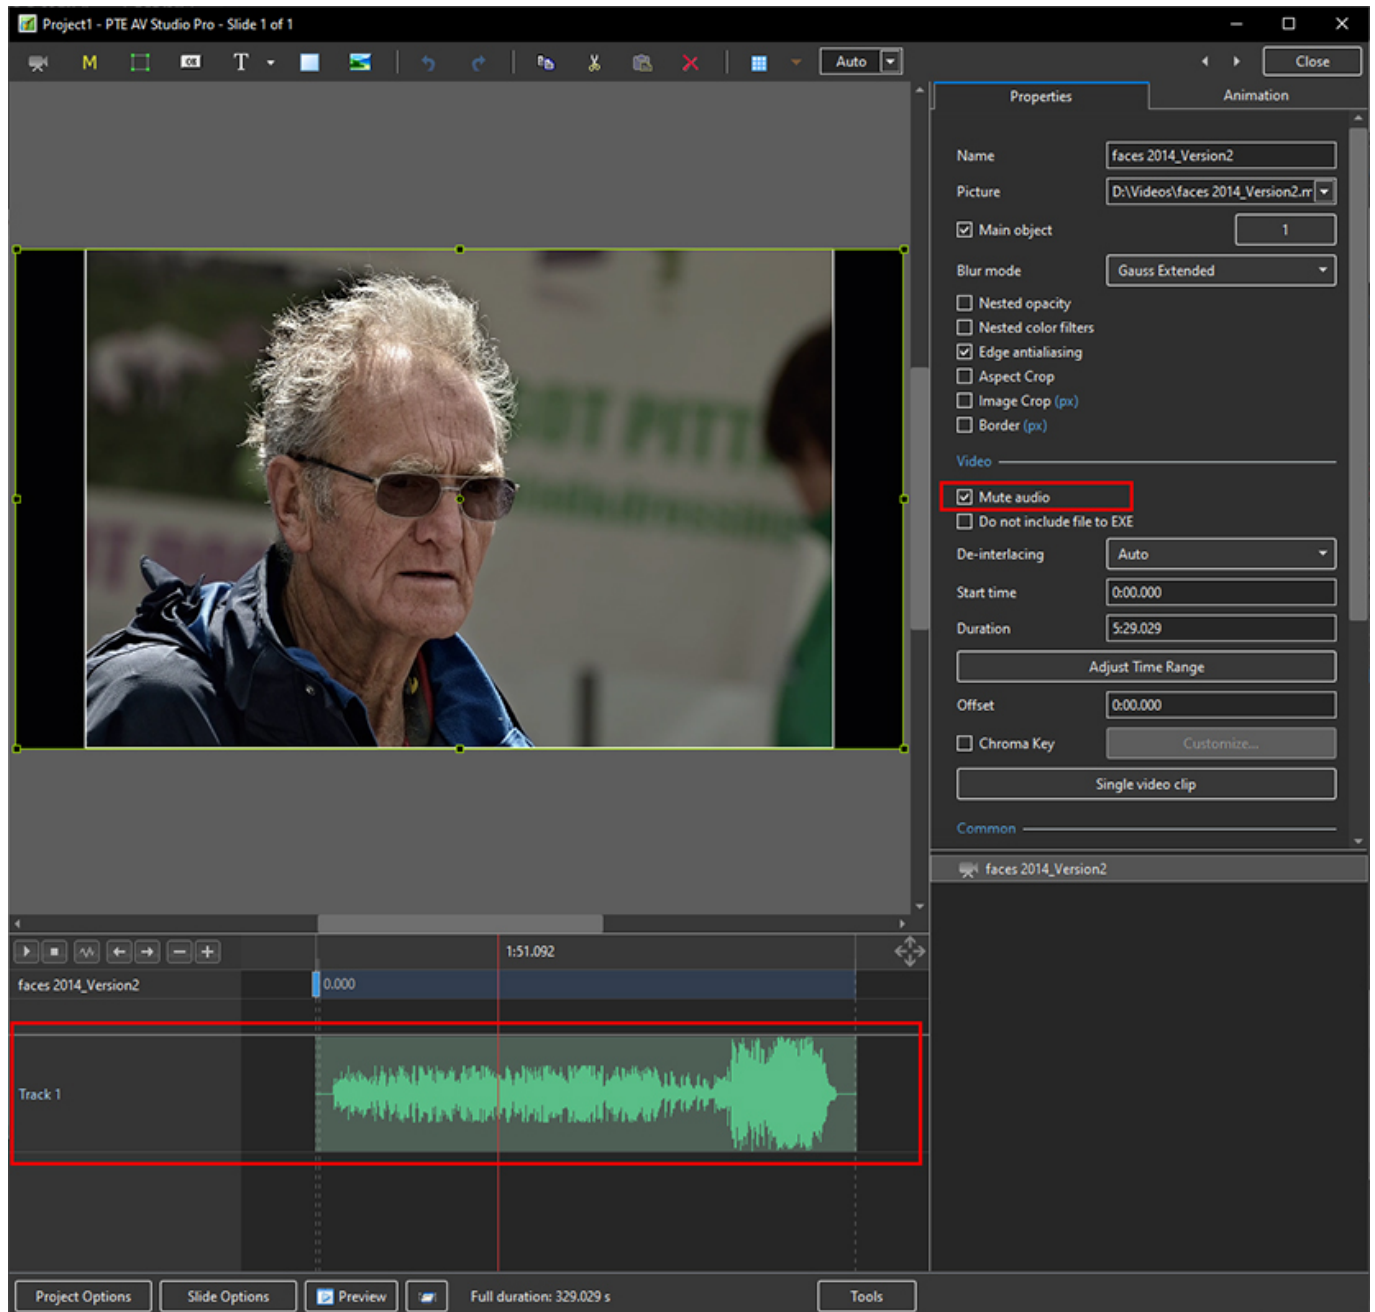 Project1 - PTE AV Studio Pro - Slide 1 of 1
M
OK
T
Auto
Close
Properties
Animation
Name
faces 2014_Version2
Picture
D:\Videos\faces 2014_Version2.m
Main object
1
Blur mode
Gauss Extended
Nested opacity
Nested color filters
Edge antialiasing
Aspect Crop
Image Crop (px)
Border (px)
Video
Mute audio
Do not include file to EXE
De-interlacing
Auto
Start time
0:00.000
Duration
5:29.029
Adjust Time Range
Offset
0:00.000
Chroma Key
Customize...
Single video clip
Common
faces 2014_Version2
1:51.092
faces 2014_Version2
0.000
Track 1
Project Options
Slide Options
Preview
Full duration: 329.029 s
Tools